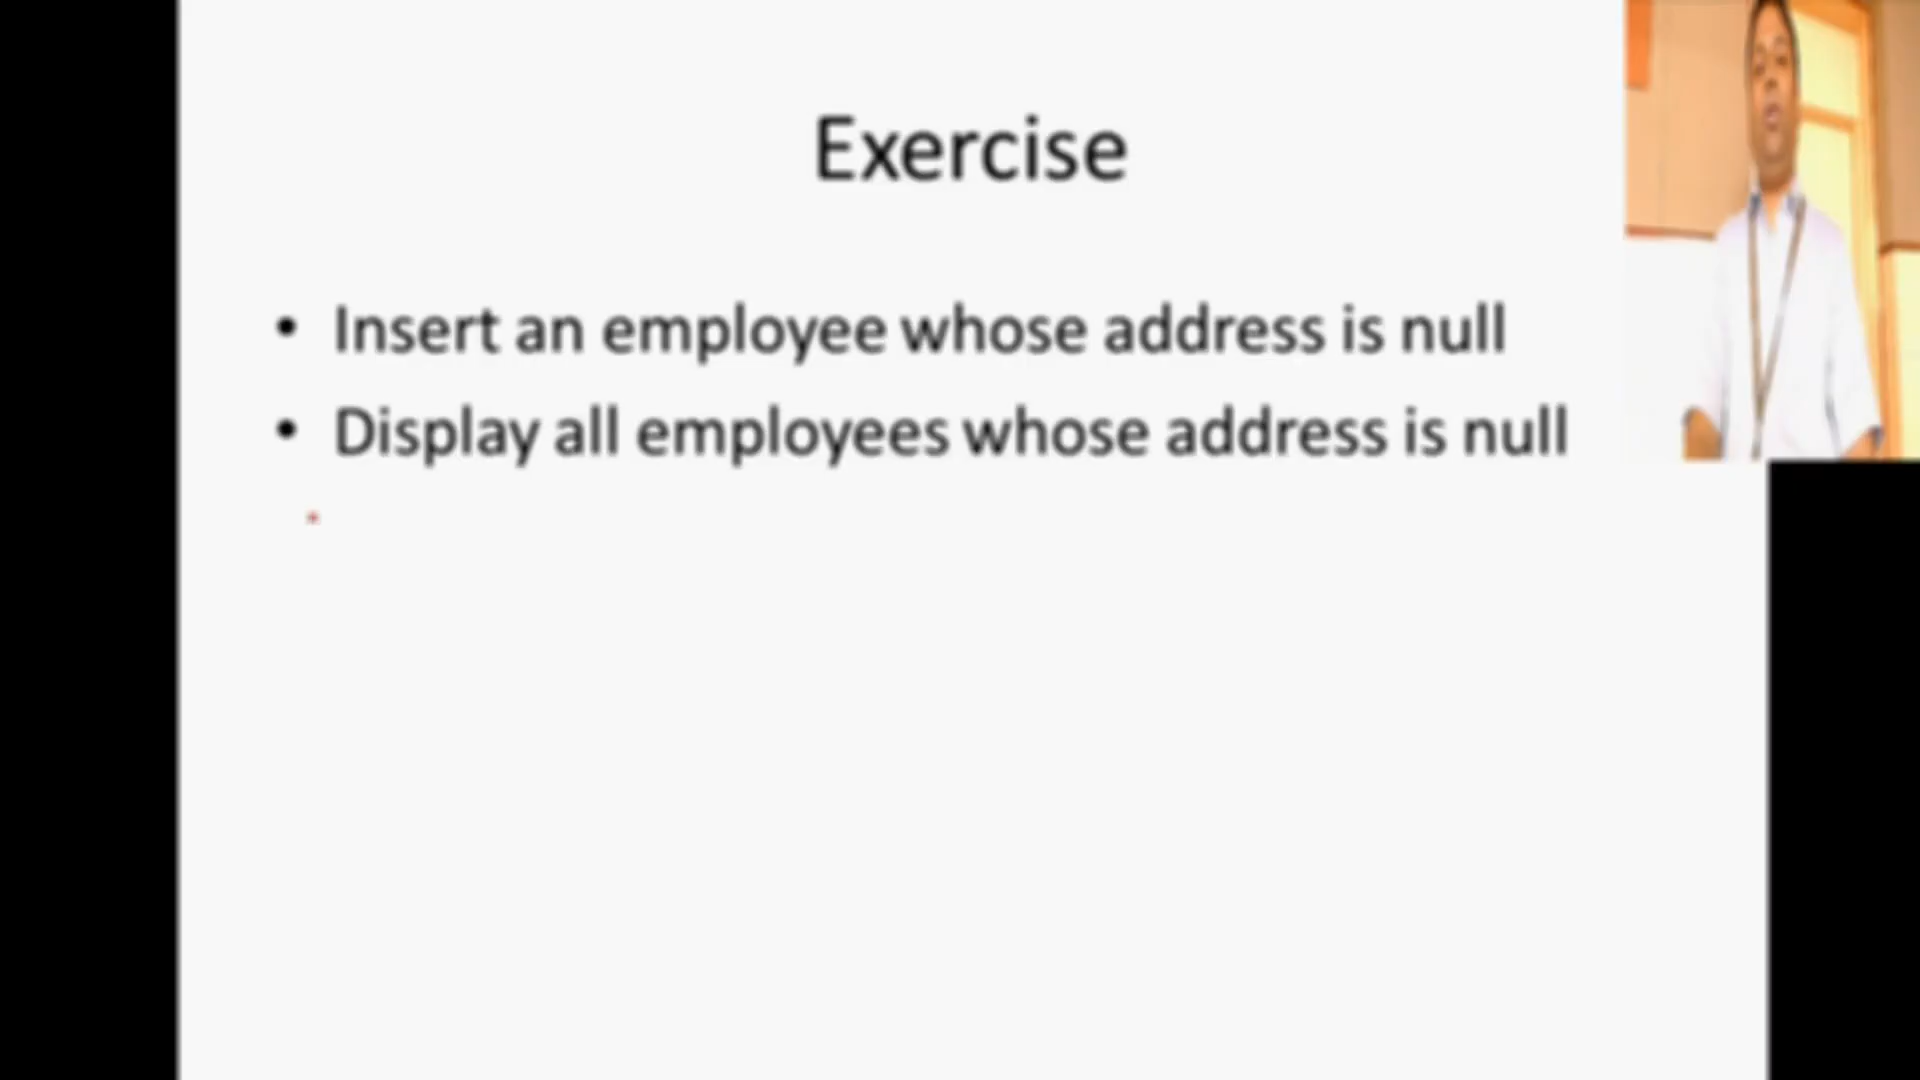 Exercise
• Insert an employee whose address is null
• Display all employees whose address is null